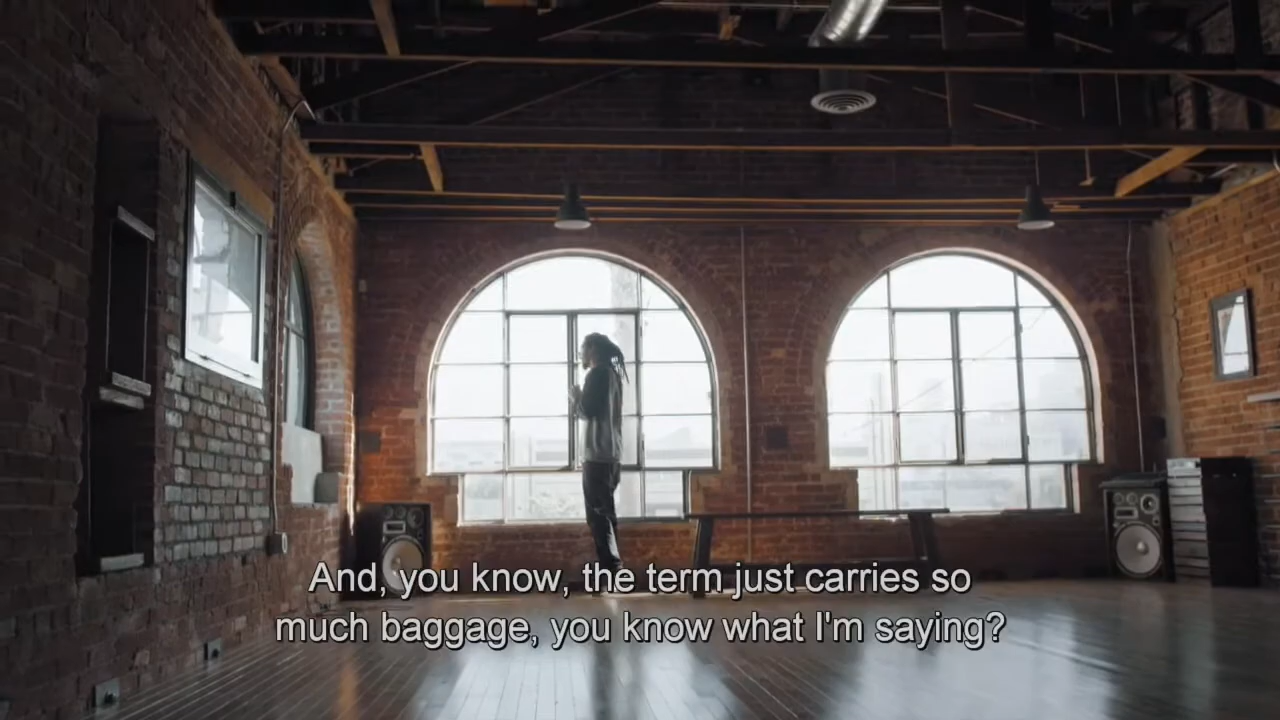 And, you know, the term just carries so
much baggage, you know what I'm saying?